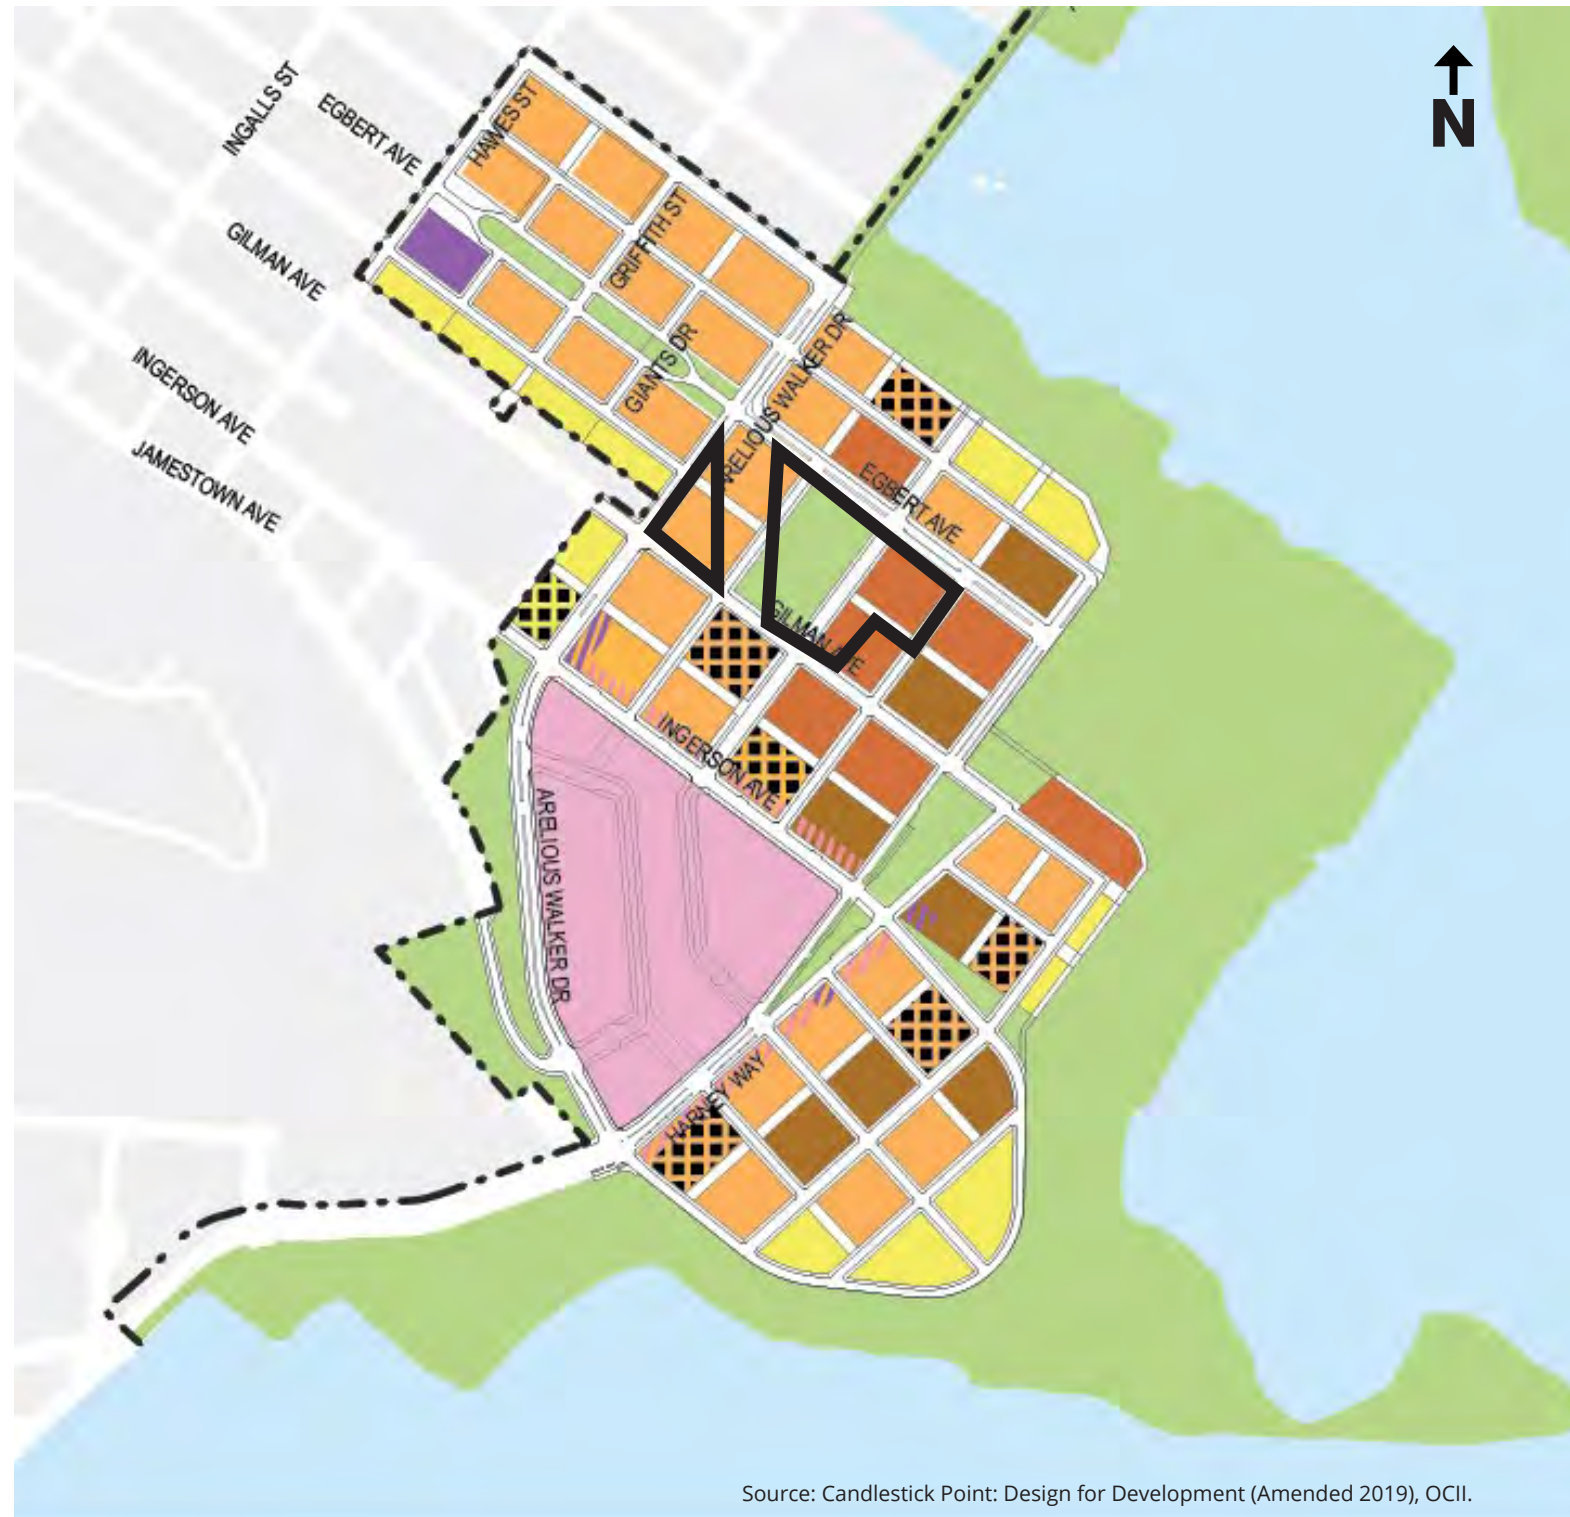 INGALLS ST
EGBERT AVE
HAWES ST
N
GRIFFITH ST
GILMAN AVE
GIANTS DR
ARELIOUS WALKER DR
INGERSON AVE
JAMESTOWN AVE
EGBERT AVE
GILMAN AVE
INGERSON AVE
ARELIOUS WALKER DR
HARNEY WAY
Source: Candlestick Point: Design for Development (Amended 2019), OCII.